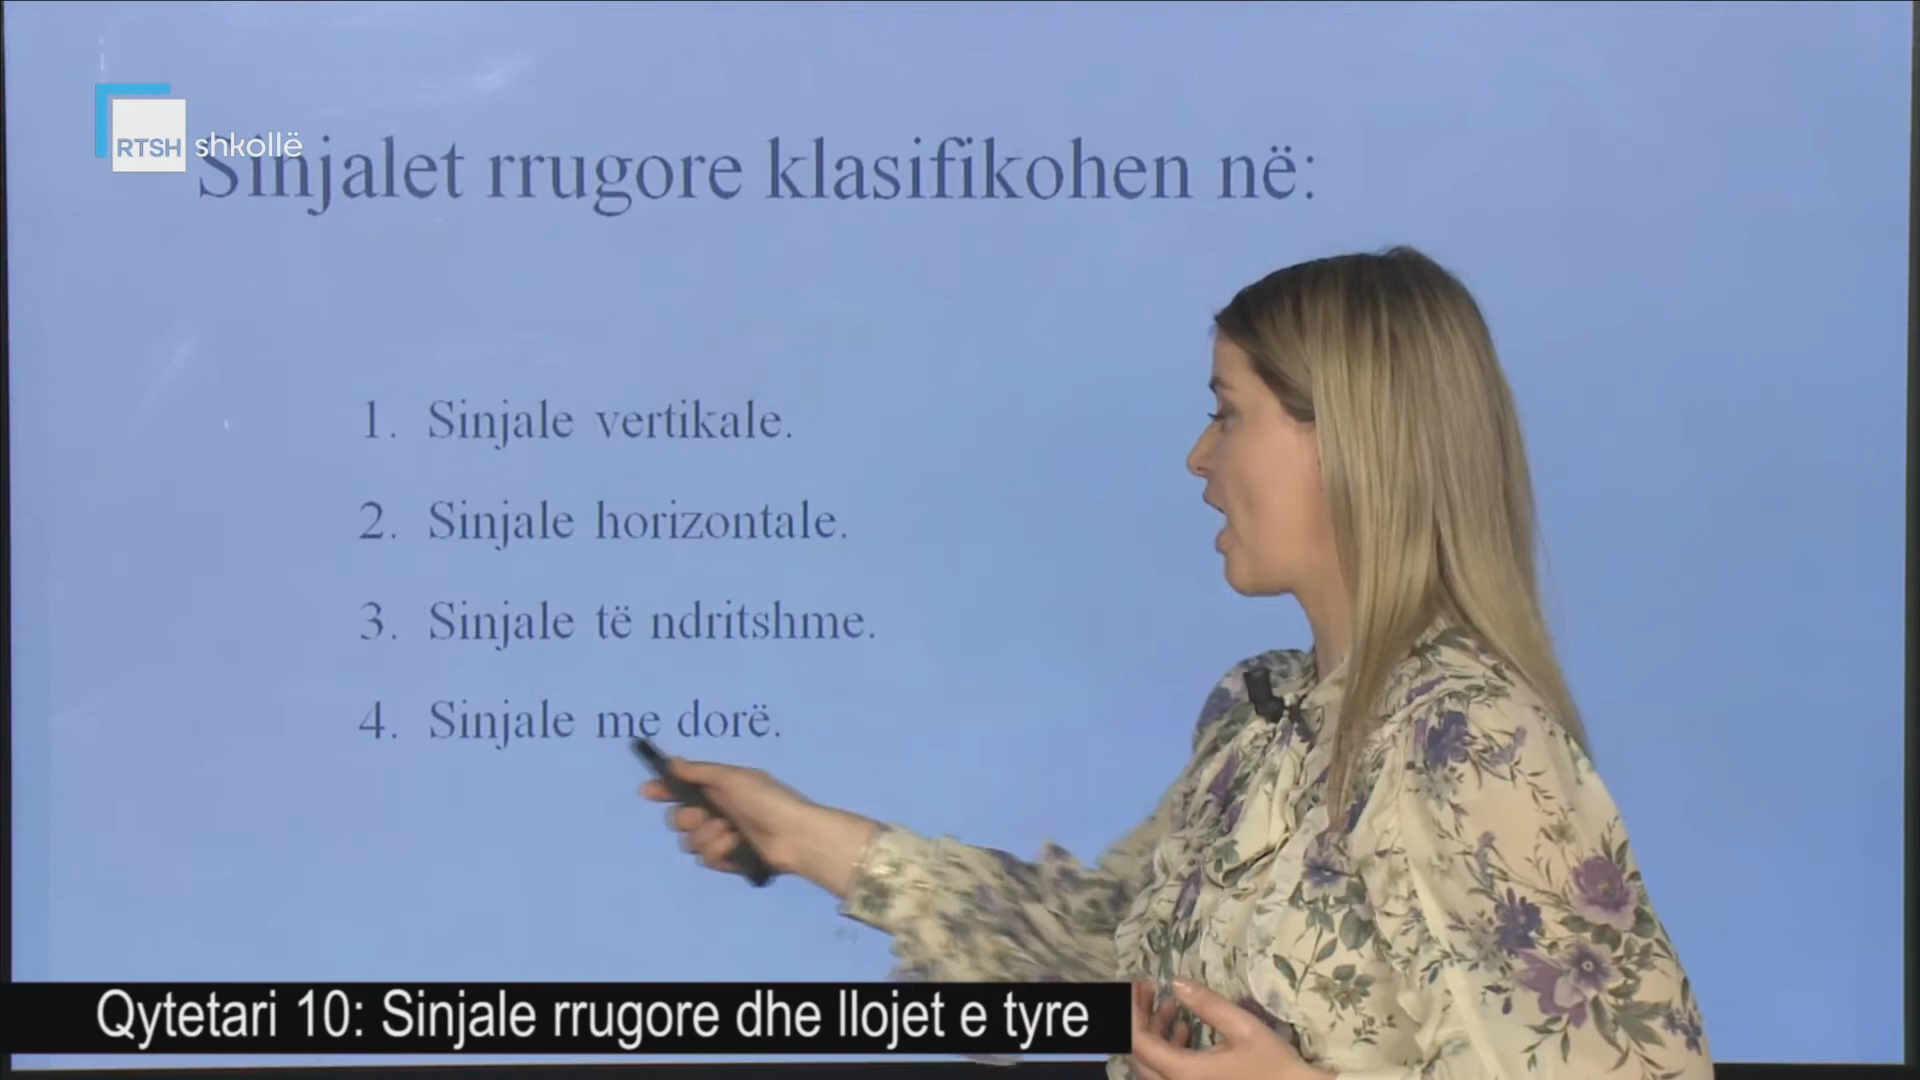 RTSH shkollë
Sinjalet rrugore klasifikohen në:
1. Sinjale vertikale.
2. Sinjale horizontale.
3. Sinjale të ndritshme.
4. Sinjale me dorë.
Qytetari 10: Sinjale rrugore dhe llojet e tyre